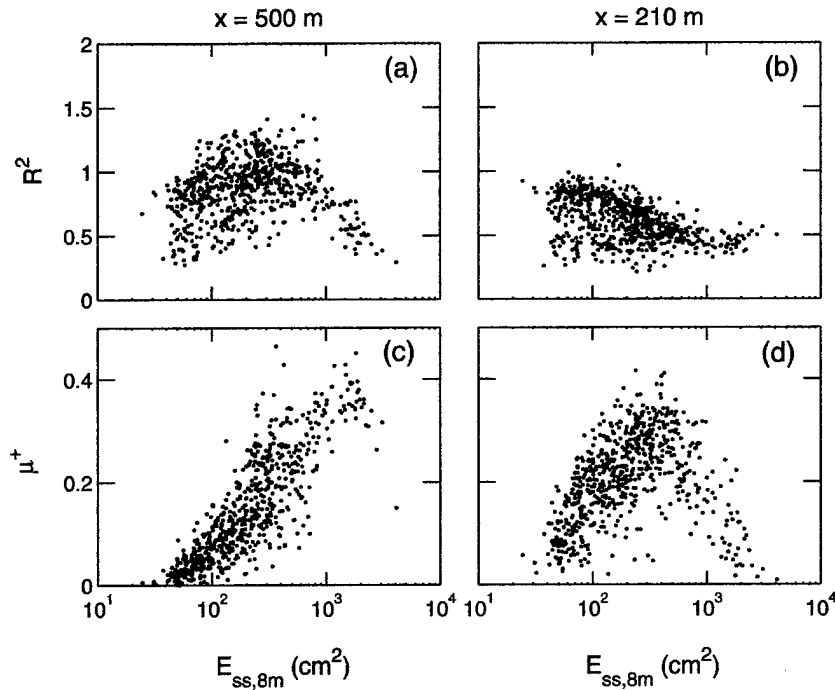 x = 500 m
x = 210 m
2
1.5
1
0.5
0
R²
(a)
(b)
0.4
0.2
0
μ⁺
(c)
(d)
10¹ 10² 10³ 10⁴
10¹ 10² 10³ 10⁴
E_ss,8m (cm²)
E_ss,8m (cm²)